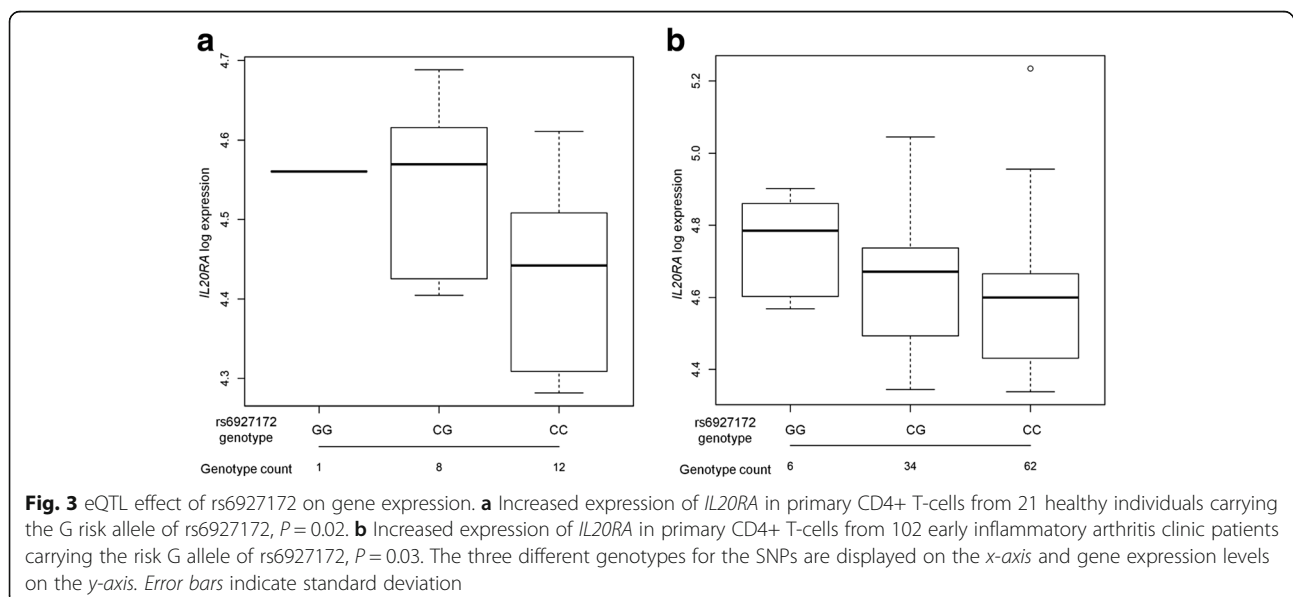 a
b
4.7
4.6
4.5
4.4
4.3
IL20RA log expression
5.2
5.0
4.8
4.6
4.4
IL20RA log expression
rs6927172
genotype
GG
CG
CC
Genotype count
1
8
12
rs6927172
genotype
GG
CG
CC
Genotype count
6
34
62
Fig. 3 eQTL effect of rs6927172 on gene expression. a Increased expression of IL20RA in primary CD4+ T-cells from 21 healthy individuals carrying
the G risk allele of rs6927172, P = 0.02. b Increased expression of IL20RA in primary CD4+ T-cells from 102 early inflammatory arthritis clinic patients
carrying the risk G allele of rs6927172, P = 0.03. The three different genotypes for the SNPs are displayed on the x-axis and gene expression levels
on the y-axis. Error bars indicate standard deviation